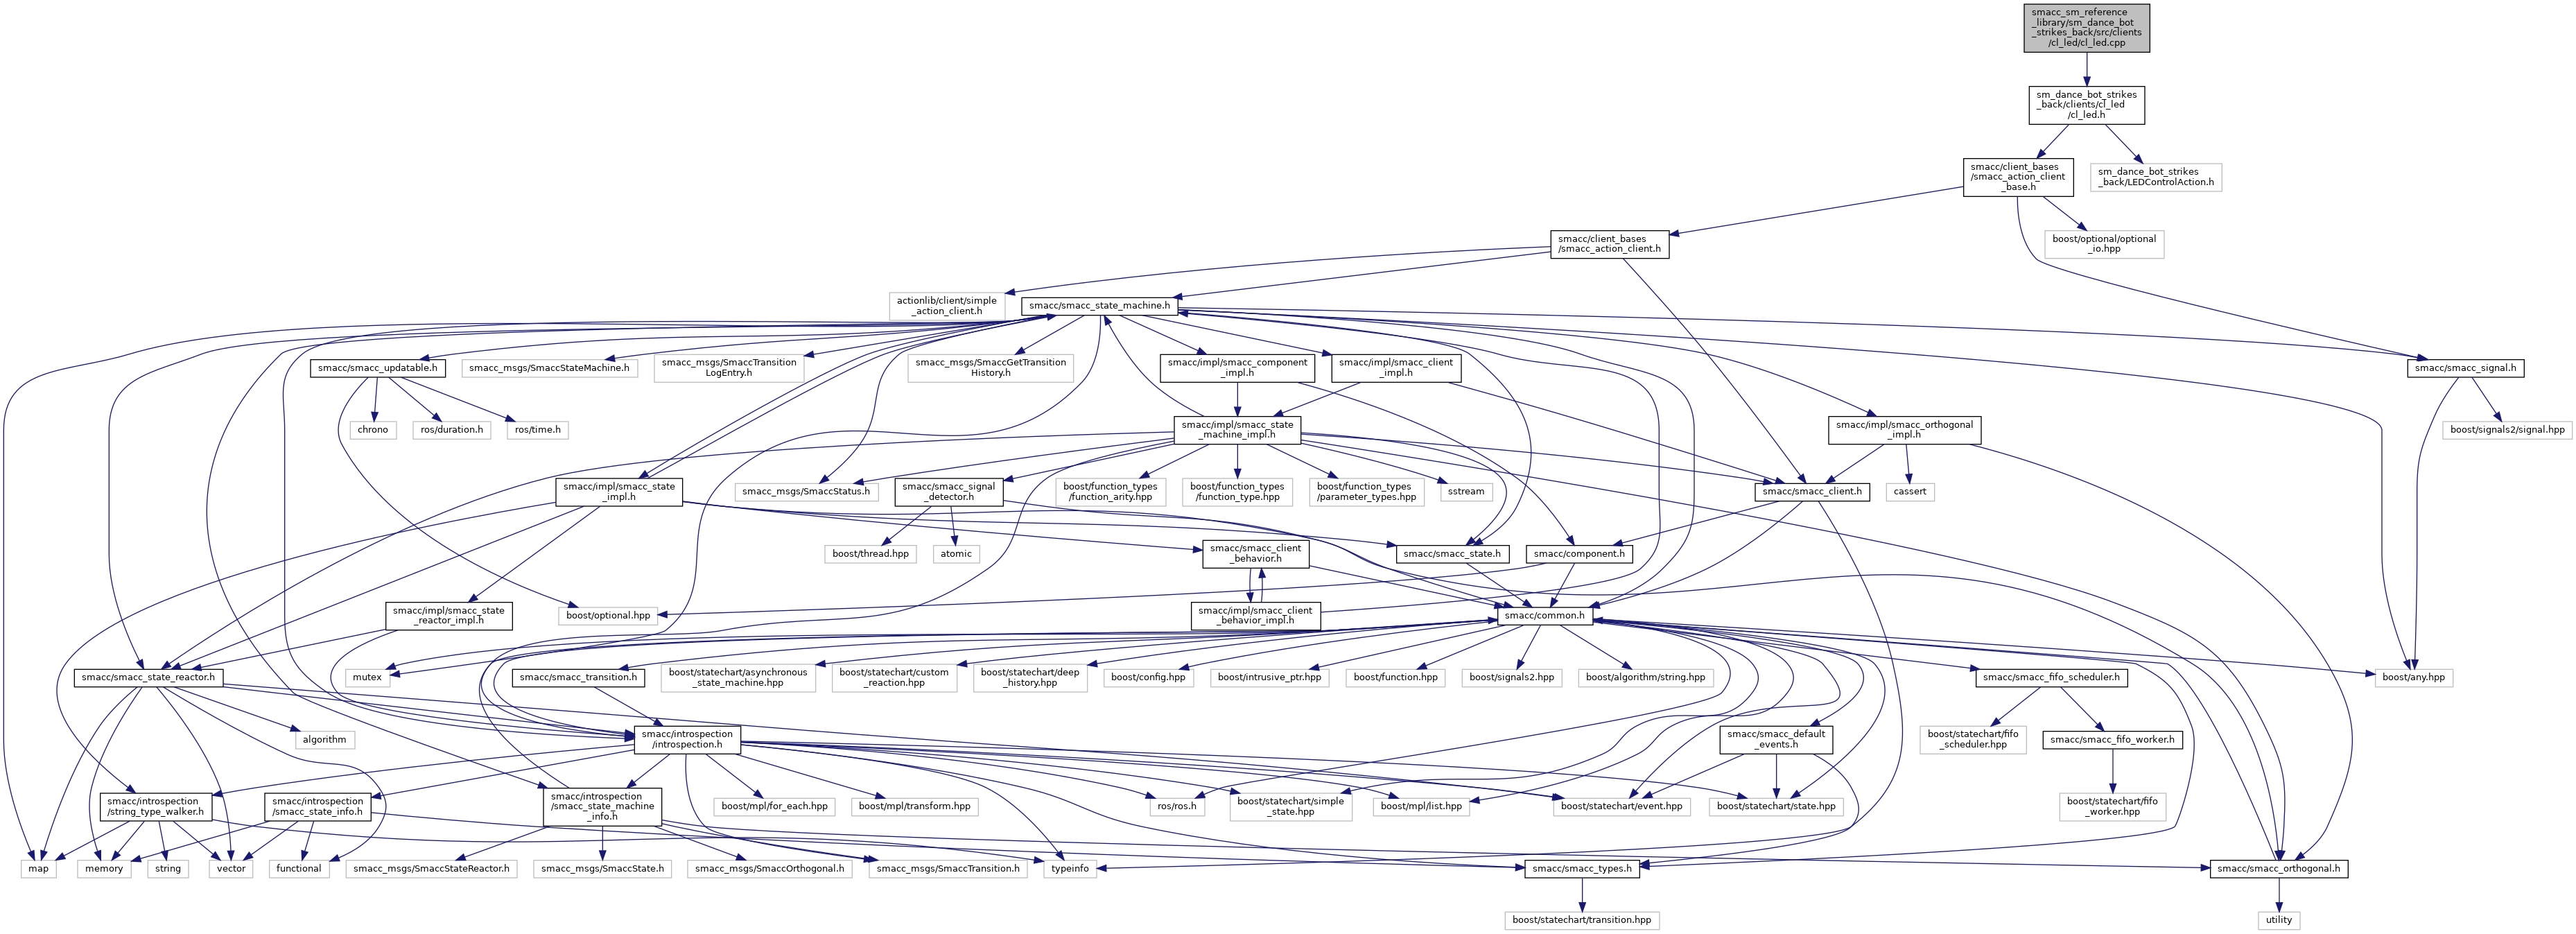 smacc_sm_reference
_library/sm_dance_bot
_strikes_back/src/clients
/cl_led/cl_led.cpp
sm_dance_bot_strikes
_back/clients/cl_led
/cl_led.h
smacc/client_bases
/smacc_action_client
_base.h
sm_dance_bot_strikes
_back/LEDControlAction.h
smacc/client_bases
/smacc_action_client.h
boost/optional/optional
_io.hpp
actionlib/client/simple
_action_client.h
smacc/smacc_state_machine.h
smacc/smacc_updatable.h
smacc_msgs/SmaccStateMachine.h
smacc_msgs/SmaccTransition
LogEntry.h
smacc_msgs/SmaccGetTransition
History.h
smacc/impl/smacc_component
_impl.h
smacc/impl/smacc_client
_impl.h
smacc/smacc_signal.h
chrono
ros/duration.h
ros/time.h
smacc/impl/smacc_state
_machine_impl.h
smacc/impl/smacc_orthogonal
_impl.h
boost/signals2/signal.hpp
smacc/impl/smacc_state
_impl.h
smacc_msgs/SmaccStatus.h
smacc/smacc_signal
_detector.h
boost/function_types
/function_arity.hpp
boost/function_types
/function_type.hpp
boost/function_types
/parameter_types.hpp
sstream
smacc/smacc_client.h
cassert
boost/thread.hpp
atomic
smacc/smacc_client
_behavior.h
smacc/smacc_state.h
smacc/component.h
smacc/impl/smacc_state
_reactor_impl.h
boost/optional.hpp
smacc/impl/smacc_client
_behavior_impl.h
smacc/common.h
smacc/smacc_state_reactor.h
mutex
smacc/smacc_transition.h
boost/statechart/asynchronous
_state_machine.hpp
boost/statechart/custom
_reaction.hpp
boost/statechart/deep
_history.hpp
boost/config.hpp
boost/intrusive_ptr.hpp
boost/function.hpp
boost/signals2.hpp
boost/algorithm/string.hpp
smacc/smacc_fifo_scheduler.h
boost/any.hpp
algorithm
smacc/introspection
/introspection.h
smacc/smacc_default
_events.h
boost/statechart/fifo
_scheduler.hpp
smacc/smacc_fifo_worker.h
smacc/introspection
/string_type_walker.h
smacc/introspection
/smacc_state_info.h
smacc/introspection
/smacc_state_machine
_info.h
boost/mpl/for_each.hpp
boost/mpl/transform.hpp
ros/ros.h
boost/statechart/simple
_state.hpp
boost/mpl/list.hpp
boost/statechart/event.hpp
boost/statechart/state.hpp
boost/statechart/fifo
_worker.hpp
map
memory
string
vector
functional
smacc_msgs/SmaccStateReactor.h
smacc_msgs/SmaccState.h
smacc_msgs/SmaccOrthogonal.h
smacc_msgs/SmaccTransition.h
typeinfo
smacc/smacc_types.h
smacc/smacc_orthogonal.h
boost/statechart/transition.hpp
utility